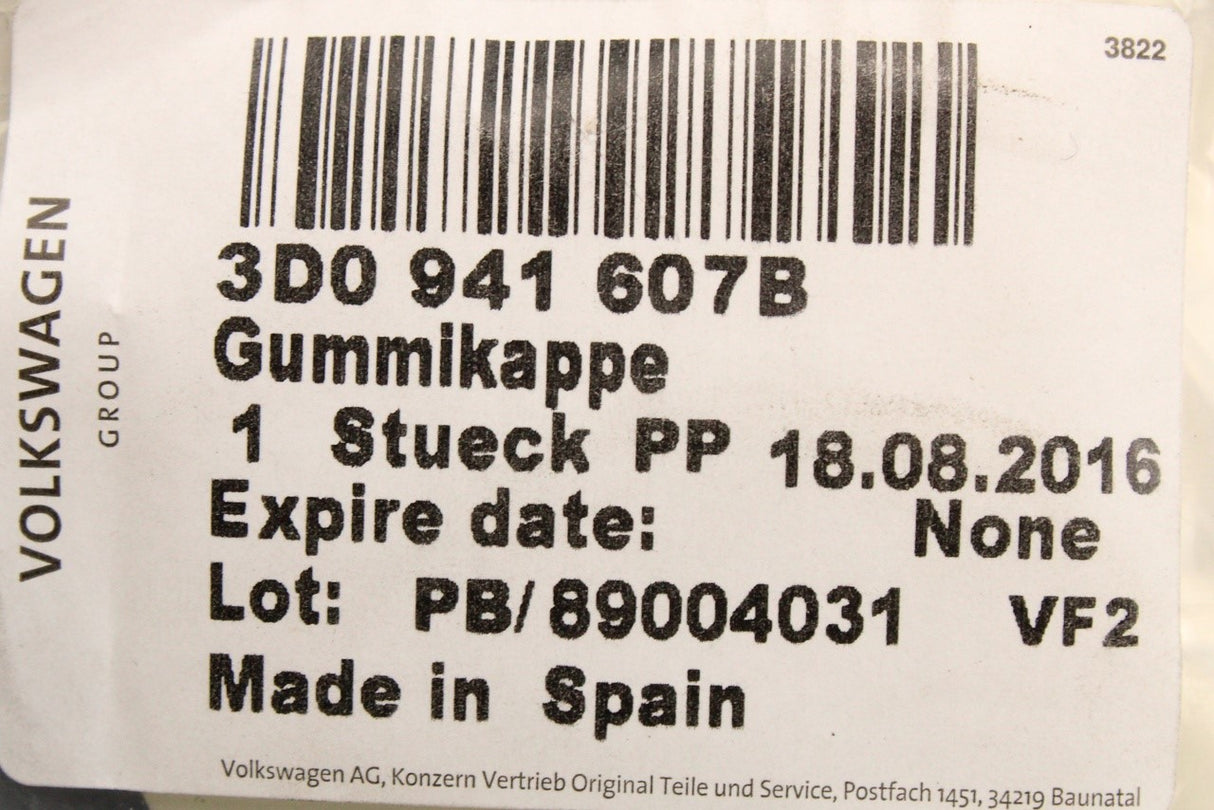 3822
VOLKSWAGEN
GROUP
3D0 941 607B
Gummikappe
1 Stueck PP 18.08.2016
Expire date: None
Lot: PB/89004031 VF2
Made in Spain
Volkswagen AG, Konzern Vertrieb Original Teile und Service, Postfach 1451, 34219 Baunatal